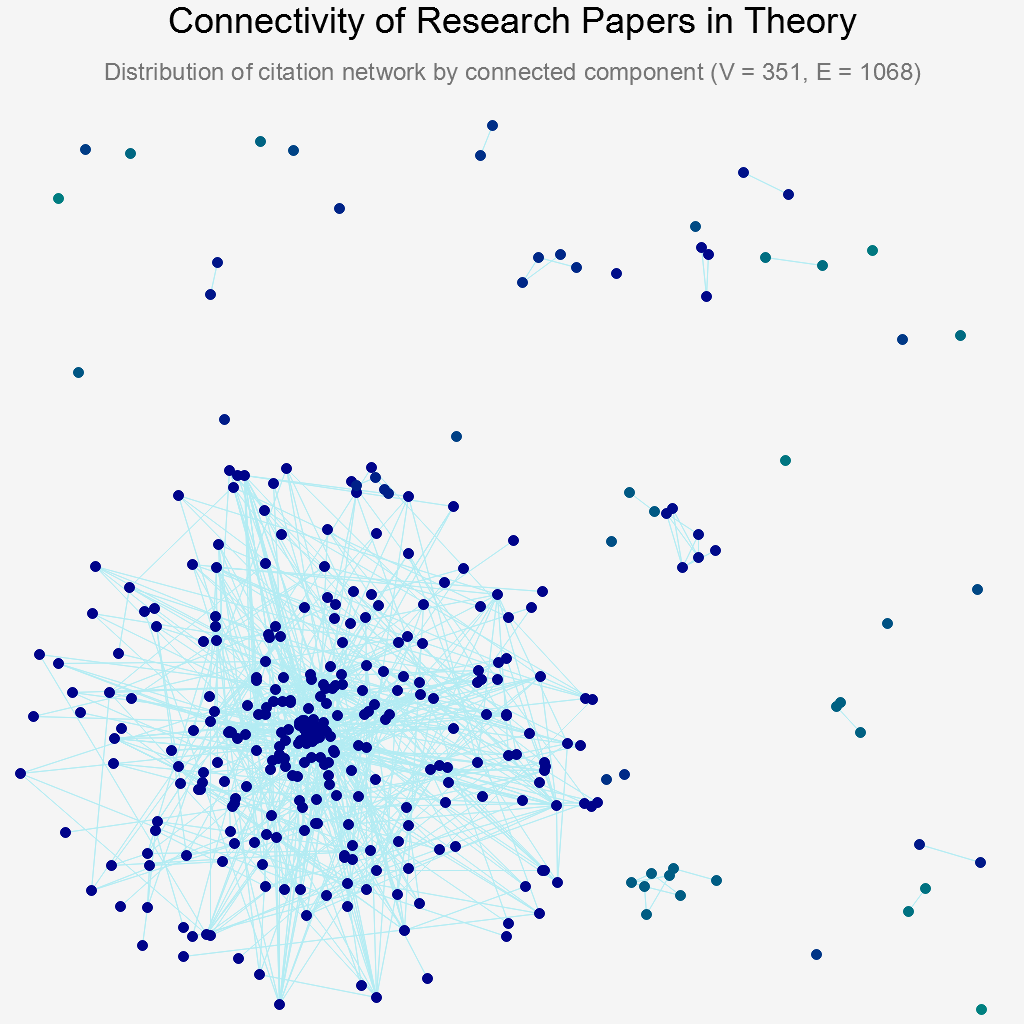 Connectivity of Research Papers in Theory
Distribution of citation network by connected component (V = 351, E = 1068)